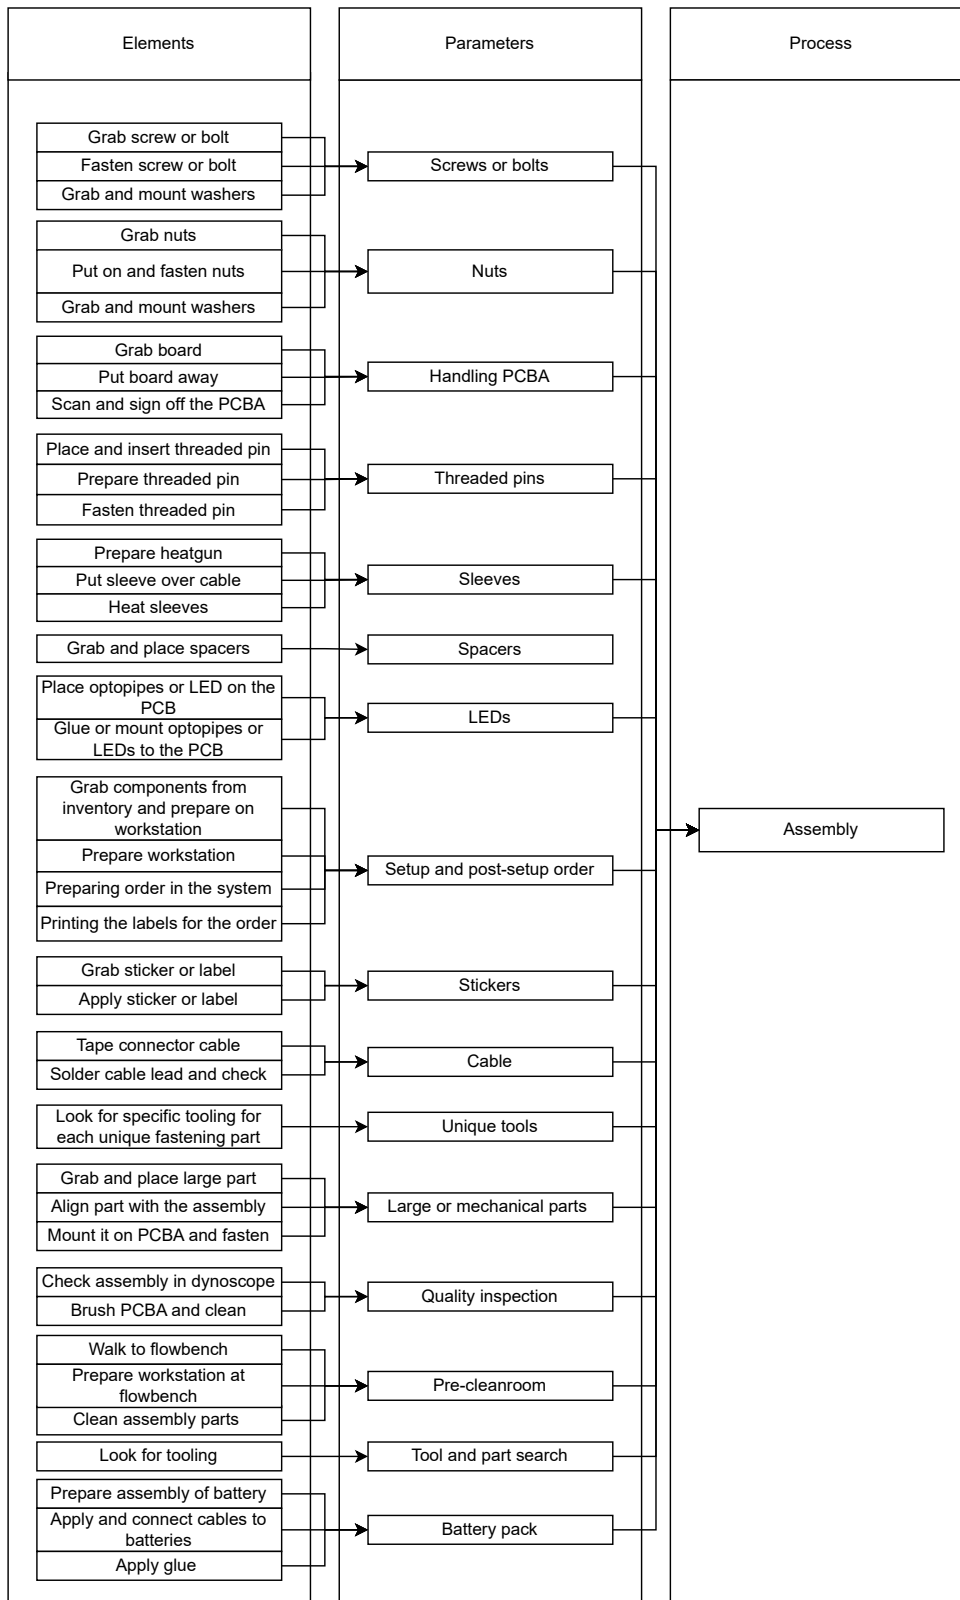 Elements
Parameters
Process
Grab screw or bolt
Fasten screw or bolt
Grab and mount washers
Screws or bolts
Grab nuts
Put on and fasten nuts
Grab and mount washers
Nuts
Grab board
Put board away
Scan and sign off the PCBA
Handling PCBA
Place and insert threaded pin
Prepare threaded pin
Fasten threaded pin
Threaded pins
Prepare heatgun
Put sleeve over cable
Heat sleeves
Sleeves
Grab and place spacers
Spacers
Place optopipes or LED on the
PCB
Glue or mount optopipes or
LEDs to the PCB
LEDs
Grab components from
inventory and prepare on
workstation
Prepare workstation
Preparing order in the system
Printing the labels for the order
Setup and post-setup order
Assembly
Grab sticker or label
Apply sticker or label
Stickers
Tape connector cable
Solder cable lead and check
Cable
Look for specific tooling for
each unique fastening part
Unique tools
Grab and place large part
Align part with the assembly
Mount it on PCBA and fasten
Large or mechanical parts
Check assembly in dynoscope
Brush PCBA and clean
Quality inspection
Walk to flowbench
Prepare workstation at
flowbench
Clean assembly parts
Pre-cleanroom
Look for tooling
Tool and part search
Prepare assembly of battery
Apply and connect cables to
batteries
Apply glue
Battery pack